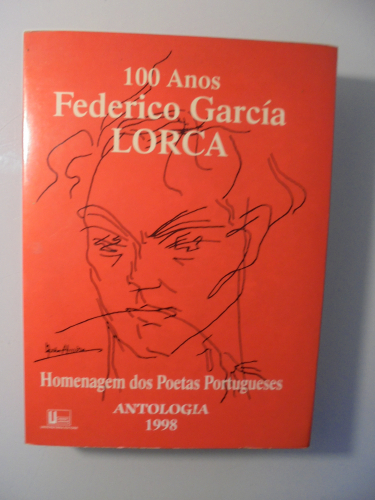 100 Anos
Federico García
LORCA
Homenagem dos Poetas Portugueses
ANTOLOGIA
1998